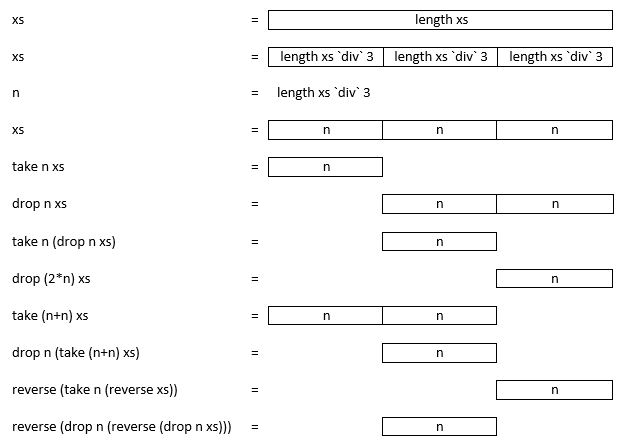 xs = length xs
xs = length xs `div` 3 length xs `div` 3 length xs `div` 3
n = length xs `div` 3
xs = n n n
take n xs = n
drop n xs = n n
take n (drop n xs) = n
drop (2*n) xs = n
take (n+n) xs = n n
drop n (take (n+n) xs) = n
reverse (take n (reverse xs)) = n
reverse (drop n (reverse (drop n xs))) = n